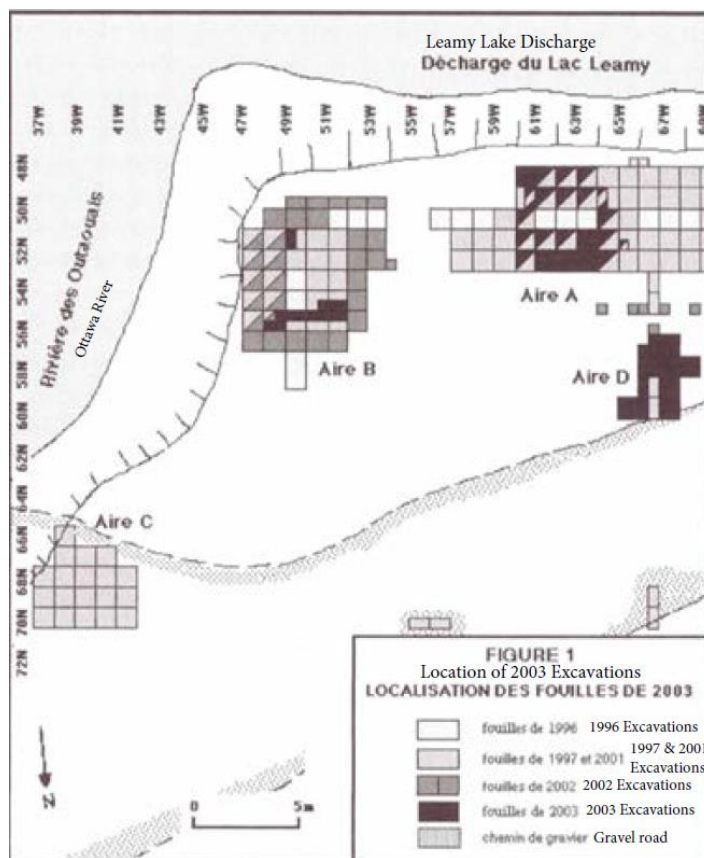 Leamy Lake Discharge
Décharge du Lac Leamy
37W 39W 41W 43W 45W 47W 49W 51W 53W 55W 57W 59W 61W 63W 65W 67W
48N
50N
52N
54N
56N
58N
60N
62N
64N
66N
68N
70N
72N
Rivière des Outaouais
Ottawa River
Aire A
Aire B
Aire D
Aire C
N
0 5m
FIGURE 1
Location of 2003 Excavations
LOCALISATION DES FOUILLES DE 2003
fouilles de 1996 1996 Excavations
fouilles de 1997 et 2001 1997 & 2001 Excavations
fouilles de 2002 2002 Excavations
fouilles de 2003 2003 Excavations
chemin de gravier Gravel road